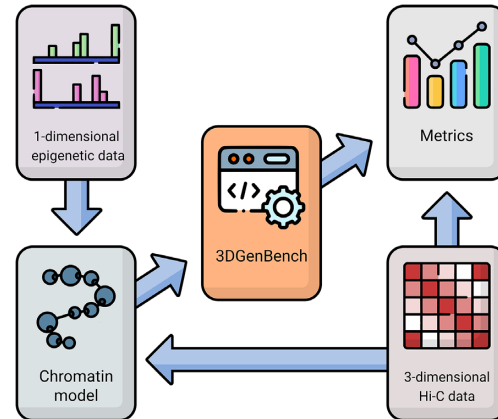 1-dimensional
epigenetic data
Metrics
</>
3DGenBench
Chromatin
model
3-dimensional
Hi-C data